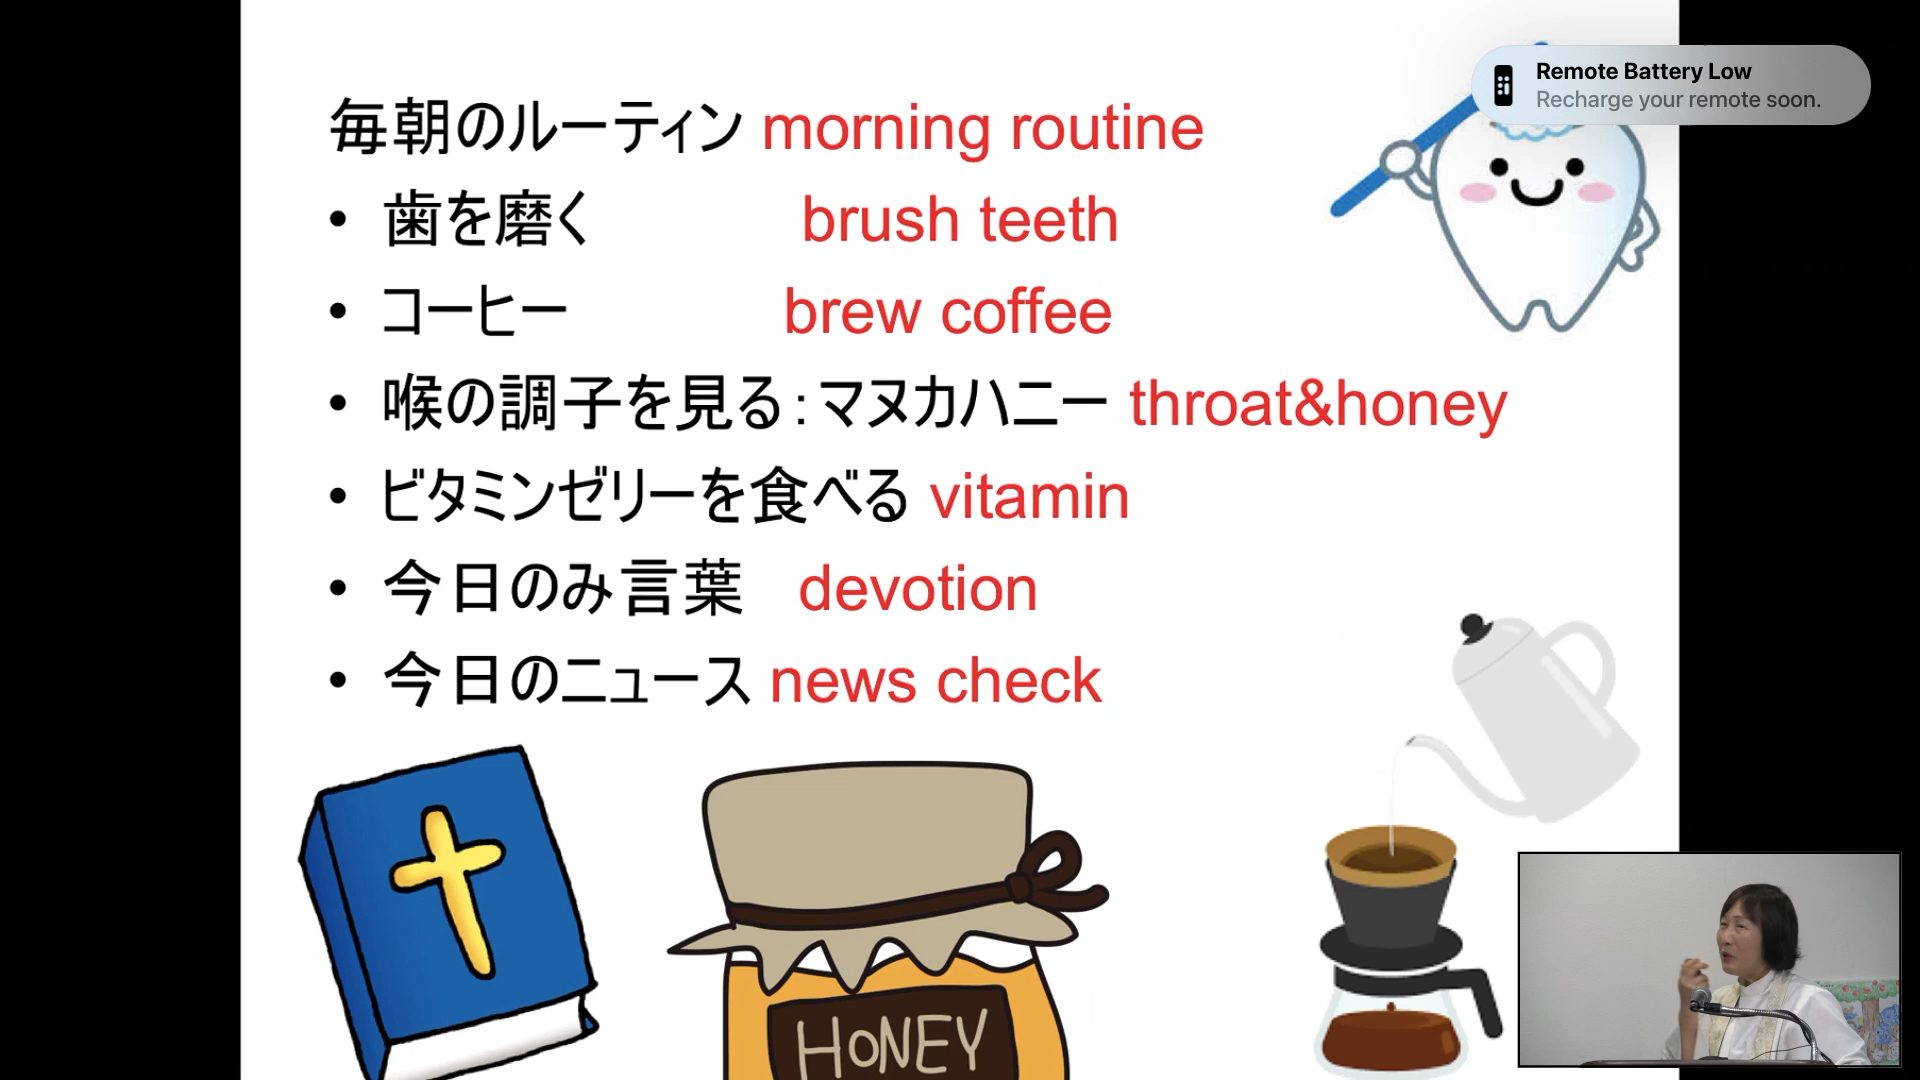 Remote Battery Low
Recharge your remote soon.
毎朝のルーティン morning routine
• 歯を磨く brush teeth
• コーヒー brew coffee
• 喉の調子を見る：マヌカハニー throat&honey
• ビタミンゼリーを食べる vitamin
• 今日のみ言葉 devotion
• 今日のニュース news check
HONEY